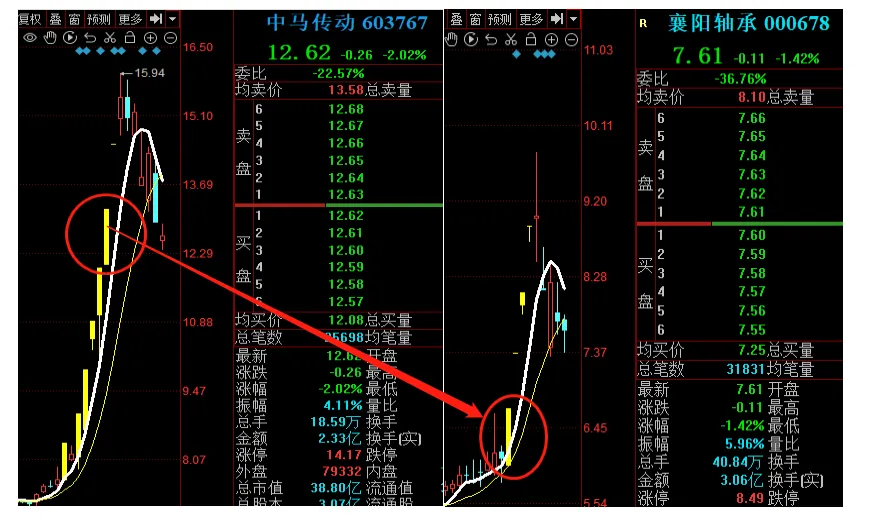 复权 叠 窗 预测 更多
16.50
15.94
15.10
13.69
12.29
10.88
9.47
8.07
中马传动 603767
12.62 -0.26 -2.02%
委比 -22.57%
均卖价 13.58 总卖量
卖盘
6 12.68
5 12.67
4 12.66
3 12.65
2 12.64
1 12.63
买盘
1 12.62
2 12.61
3 12.60
4 12.59
5 12.58
6 12.57
均买价 12.08 总买量
总笔数 25698 均笔量
最新 12.62 开盘
涨跌 -0.26 最高
涨幅 -2.02% 最低
振幅 4.11% 量比
总手 18.59万 换手
金额 2.33亿 换手(实)
涨停 14.17 跌停
外盘 79332 内盘
总市值 38.80亿 流通值
总股本 3.07亿 流通股
叠 窗 预测 更多
11.03
10.11
9.20
8.28
7.37
6.45
5.54
R 襄阳轴承 000678
7.61 -0.11 -1.42%
委比 -36.76%
均卖价 8.10 总卖量
卖盘
6 7.66
5 7.65
4 7.64
3 7.63
2 7.62
1 7.61
买盘
1 7.60
2 7.59
3 7.58
4 7.57
5 7.56
6 7.55
均买价 7.25 总买量
总笔数 31831 均笔量
最新 7.61 开盘
涨跌 -0.11 最高
涨幅 -1.42% 最低
振幅 5.96% 量比
总手 40.84万 换手
金额 3.06亿 换手(实)
涨停 8.49 跌停